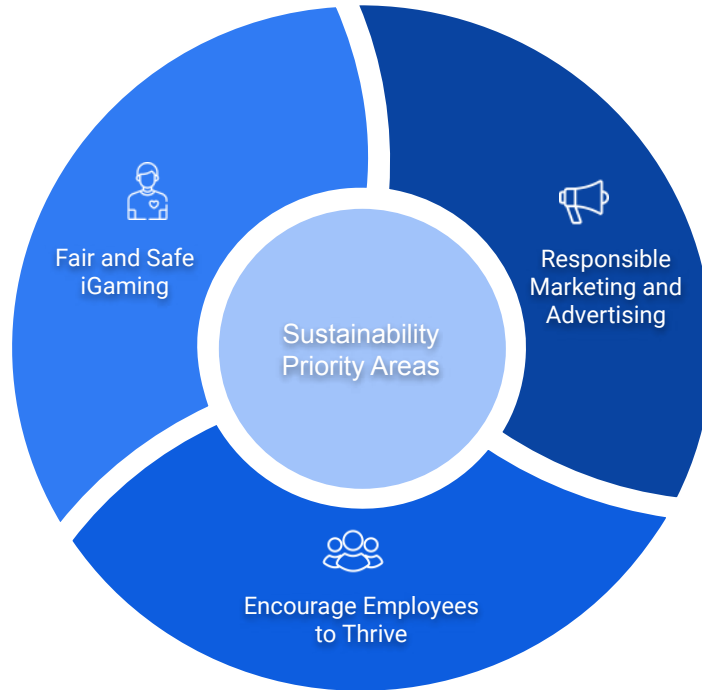 Fair and Safe
iGaming
Responsible
Marketing and
Advertising
Sustainability
Priority Areas
Encourage Employees
to Thrive